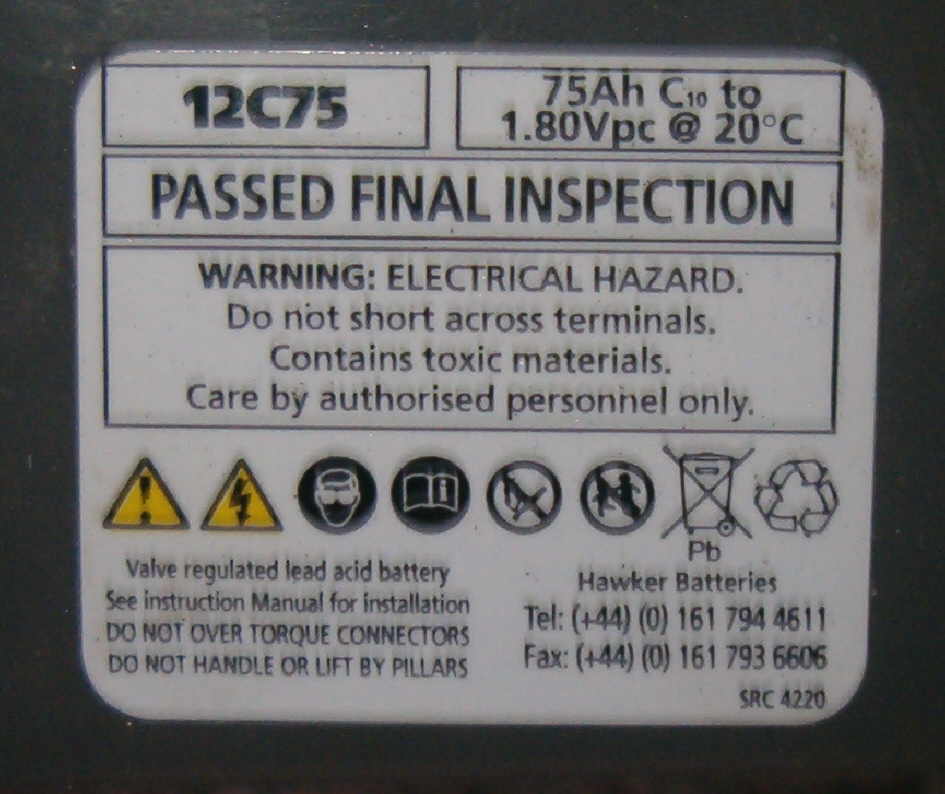 12C75
75Ah C₁₀ to
1.80Vpc @ 20°C
PASSED FINAL INSPECTION
WARNING: ELECTRICAL HAZARD.
Do not short across terminals.
Contains toxic materials.
Care by authorised personnel only.
Pb
Valve regulated lead acid battery
See instruction Manual for installation
DO NOT OVER TORQUE CONNECTORS
DO NOT HANDLE OR LIFT BY PILLARS
Hawker Batteries
Tel: (+44) (0) 161 794 4611
Fax: (+44) (0) 161 793 6606
SRC 4220